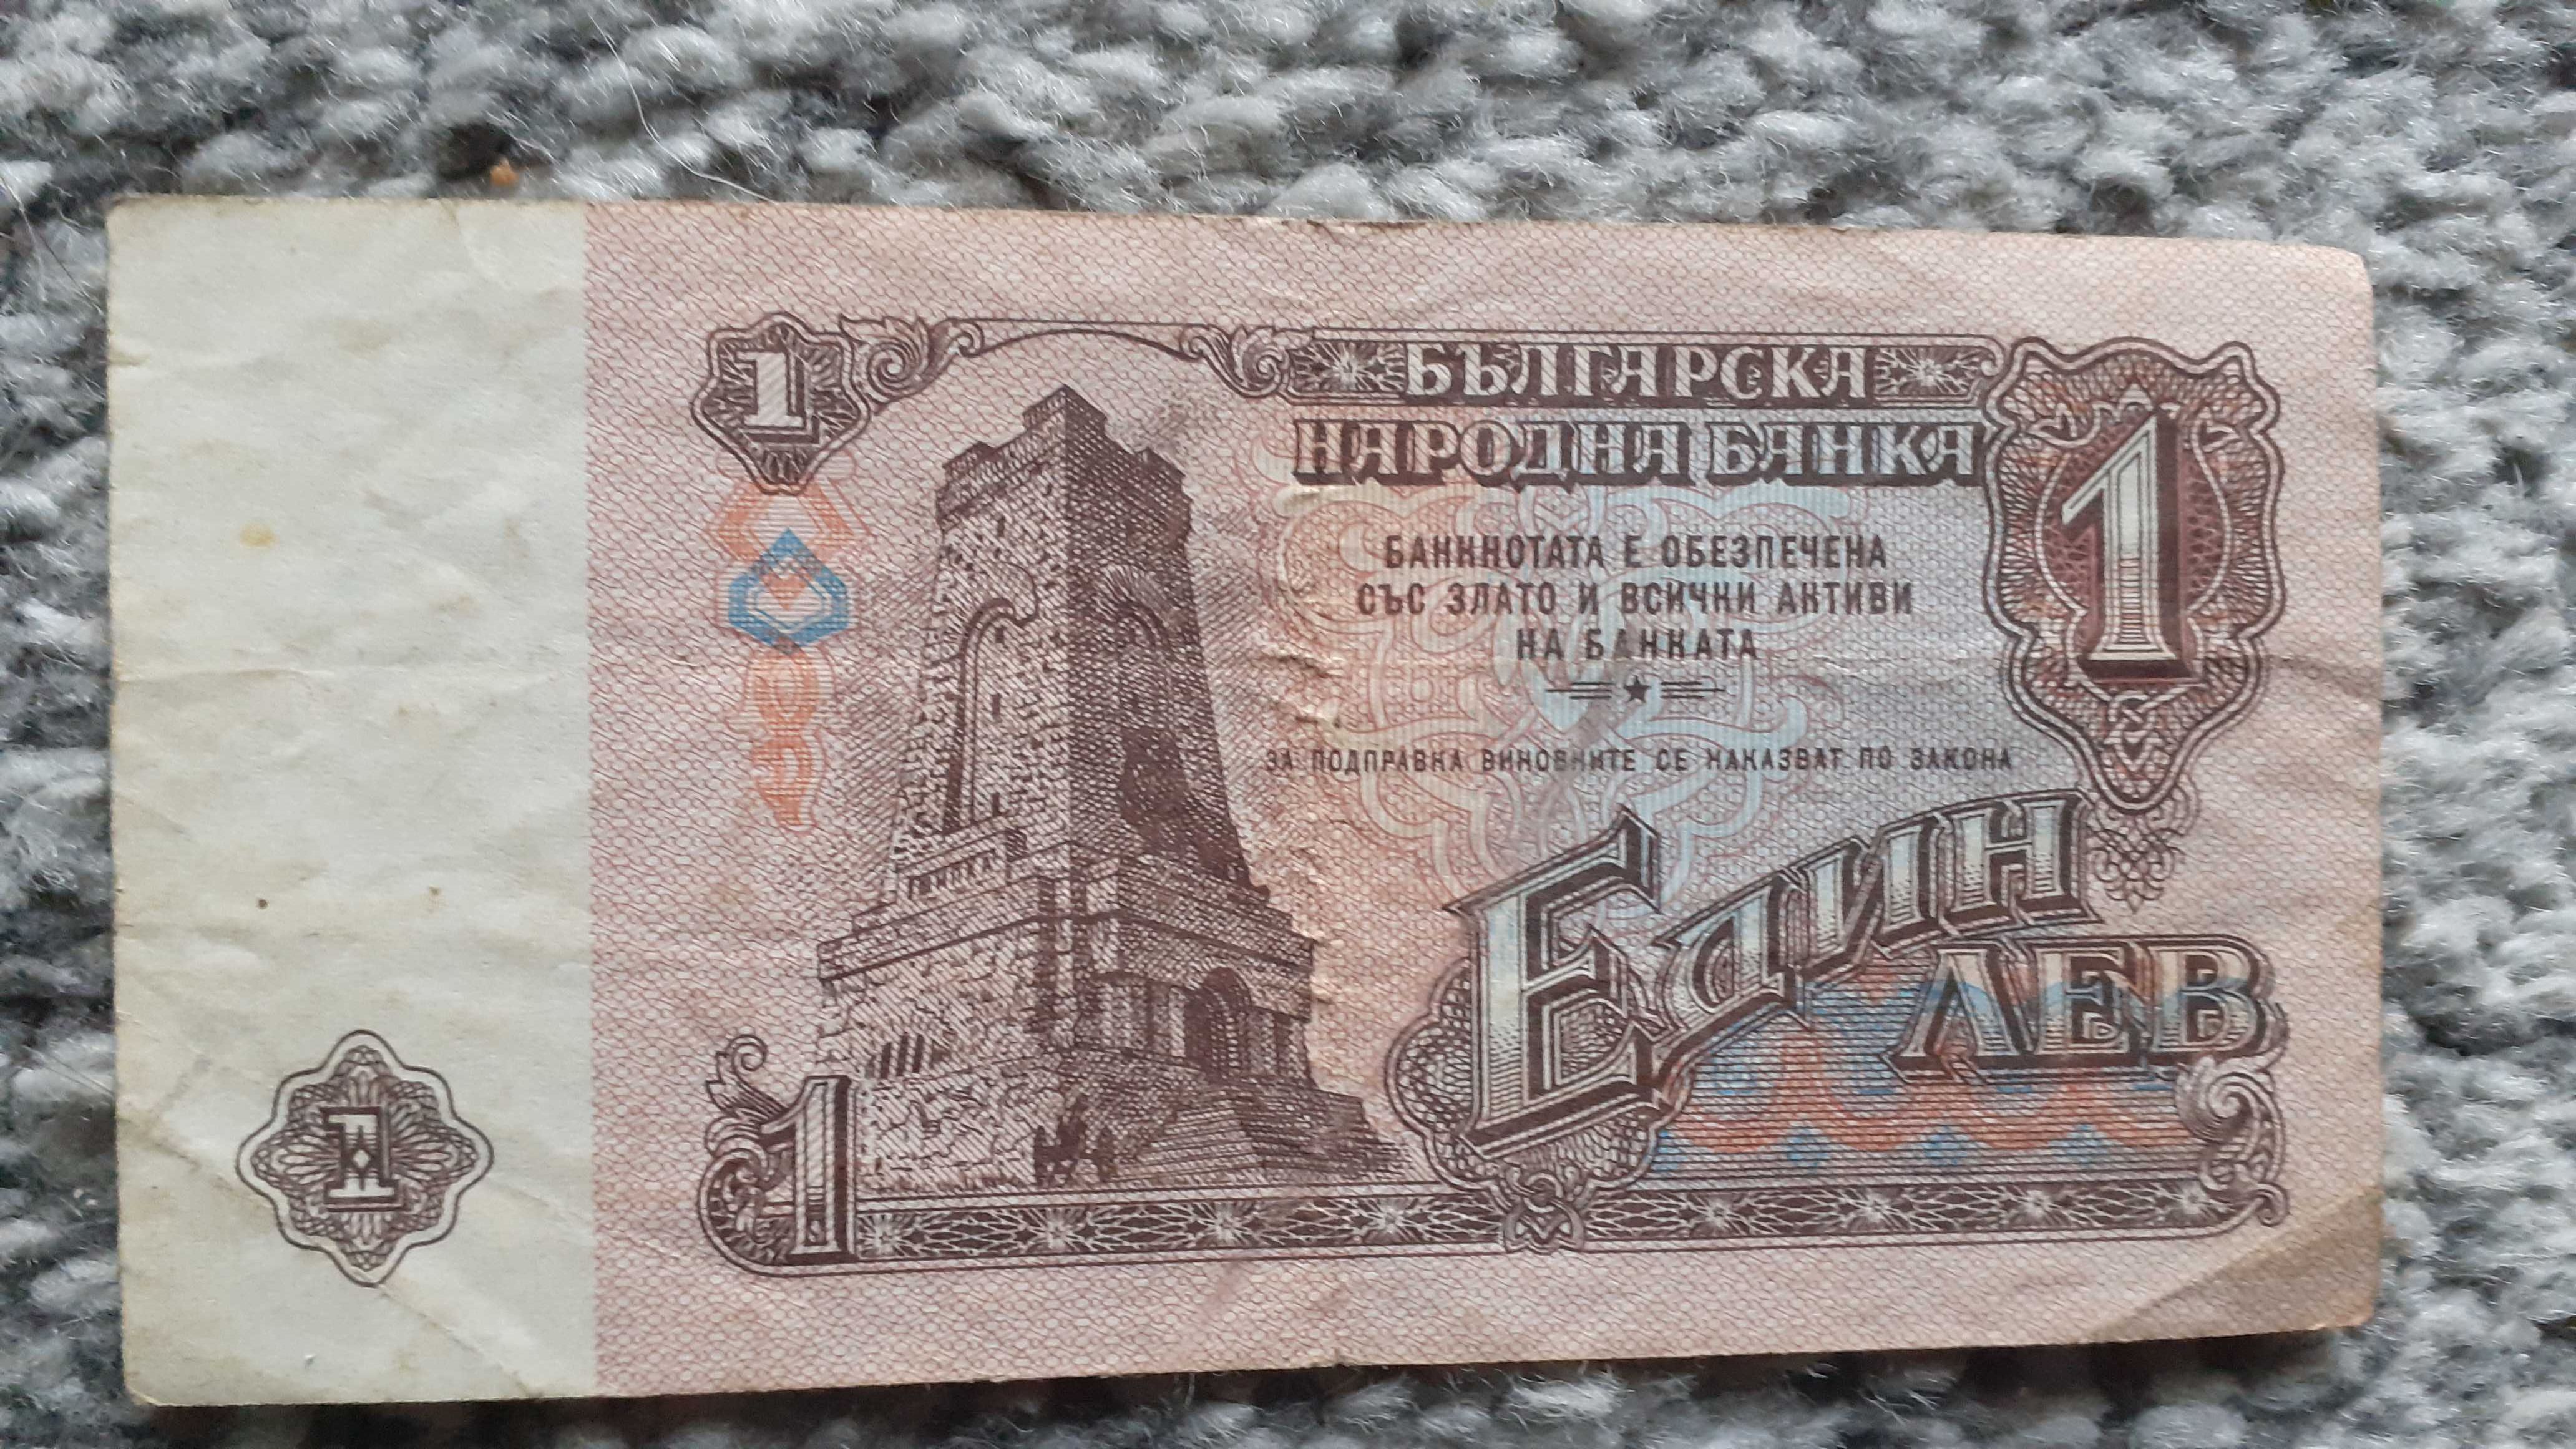 1
БЪЛГАРСКА
НАРОДНА БАНКА
1
БАНКНОТАТА Е ОБЕЗПЕЧЕНА
СЪС ЗЛАТО И ВСИЧКИ АКТИВИ
НА БАНКАТА
ЗА ПОДПРАВКА ВИНОВНИТЕ СЕ НАКАЗВАТ ПО ЗАКОНА
Един
ЛЕВ
1
1